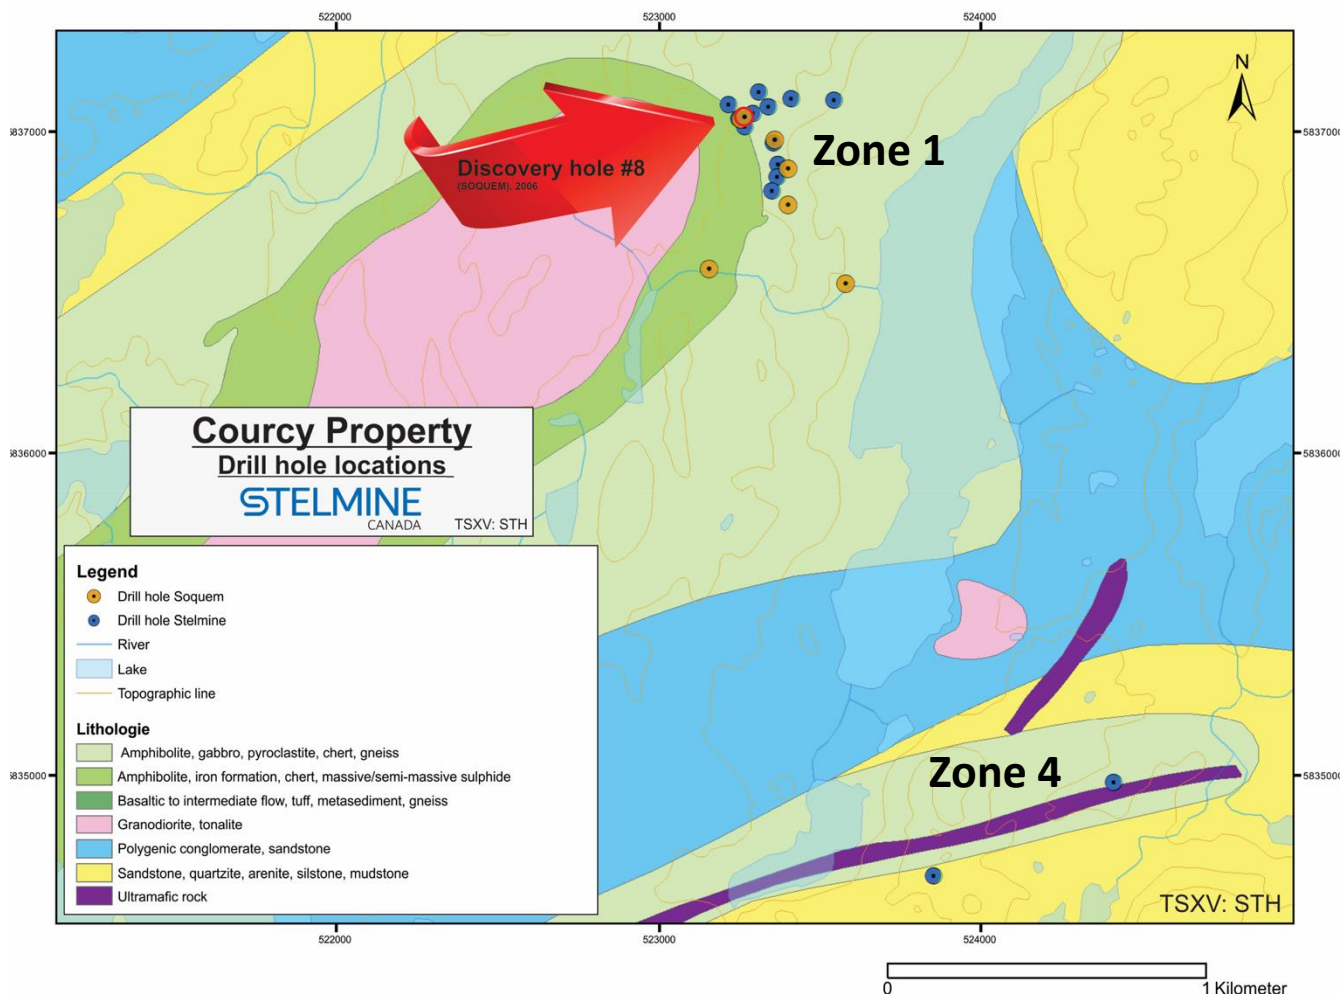 522000
523000
524000
N
5837000
5837000
Zone 1
Discovery hole #8
(SOQUEM), 2006
Courcy Property
Drill hole locations
STELMINE
CANADA
TSXV: STH
5836000
5836000
Legend
Drill hole Soquem
Drill hole Stelmine
River
Lake
Topographic line
Lithologie
Amphibolite, gabbro, pyroclastite, chert, gneiss
Amphibolite, iron formation, chert, massive/semi-massive sulphide
Basaltic to intermediate flow, tuff, metasediment, gneiss
Granodiorite, tonalite
Polygenic conglomerate, sandstone
Sandstone, quartzite, arenite, silstone, mudstone
Ultramafic rock
Zone 4
5835000
5835000
TSXV: STH
522000
523000
524000
0
1 Kilometer